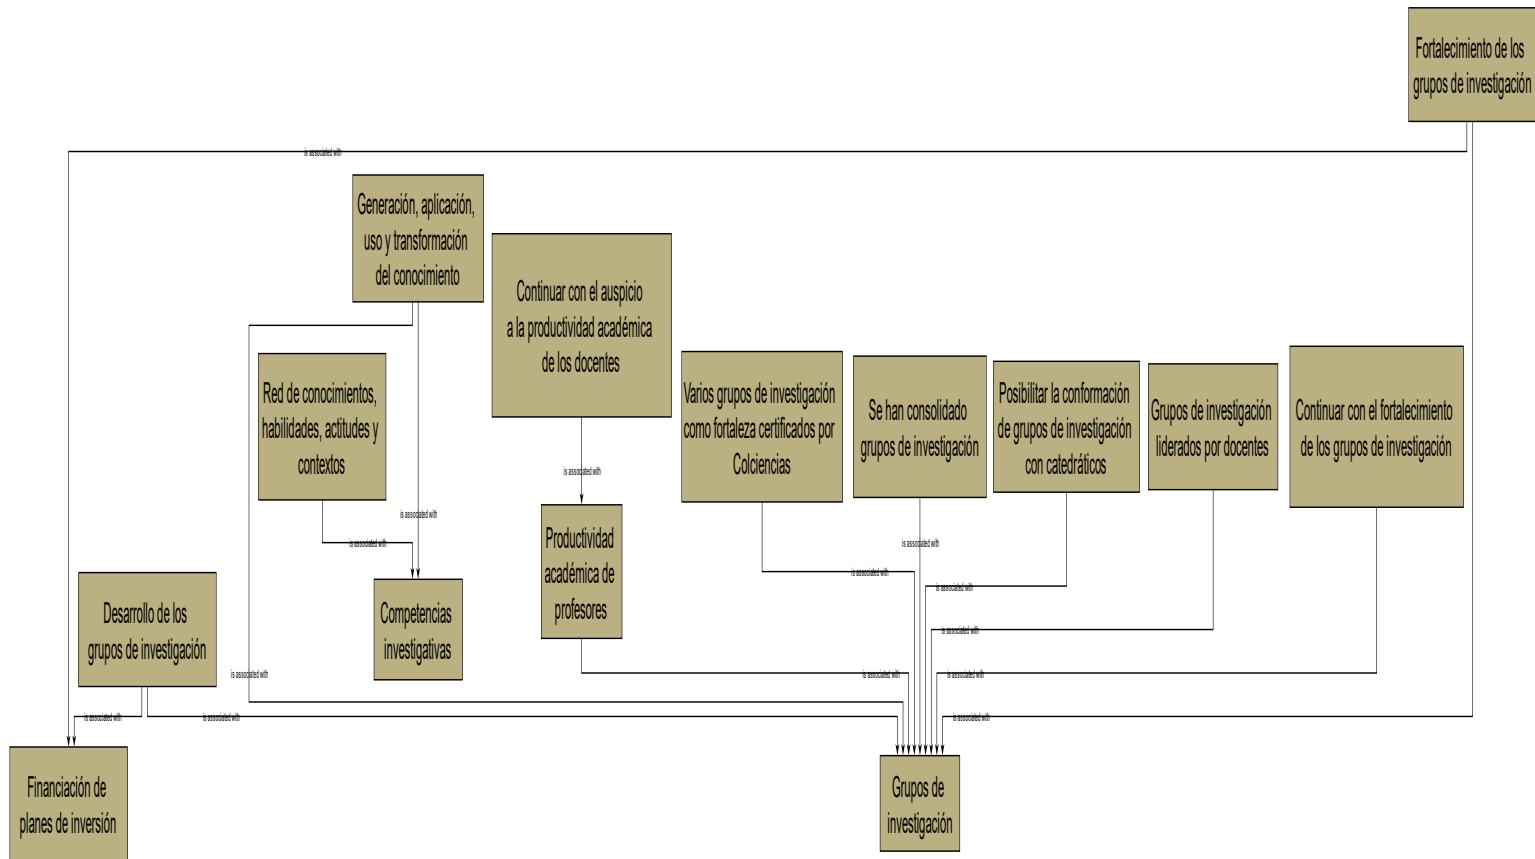 Fortalecimiento de los
grupos de investigación
is associated with
Generación, aplicación,
uso y transformación
del conocimiento
Continuar con el auspicio
a la productividad académica
de los docentes
Red de conocimientos,
habilidades, actitudes y
contextos
Varios grupos de investigación
como fortaleza certificados por
Colciencias
Se han consolidado
grupos de investigación
Posibilitar la conformación
de grupos de investigación
con catedráticos
Grupos de investigación
liderados por docentes
Continuar con el fortalecimiento
de los grupos de investigación
is associated with
is associated with
is associated with
is associated with
is associated with
is associated with
Productividad
académica de
profesores
Desarrollo de los
grupos de investigación
Competencias
investigativas
is associated with
is associated with
is associated with
is associated with
is associated with
is associated with
is associated with
Financiación de
planes de inversión
Grupos de
investigación
is associated with